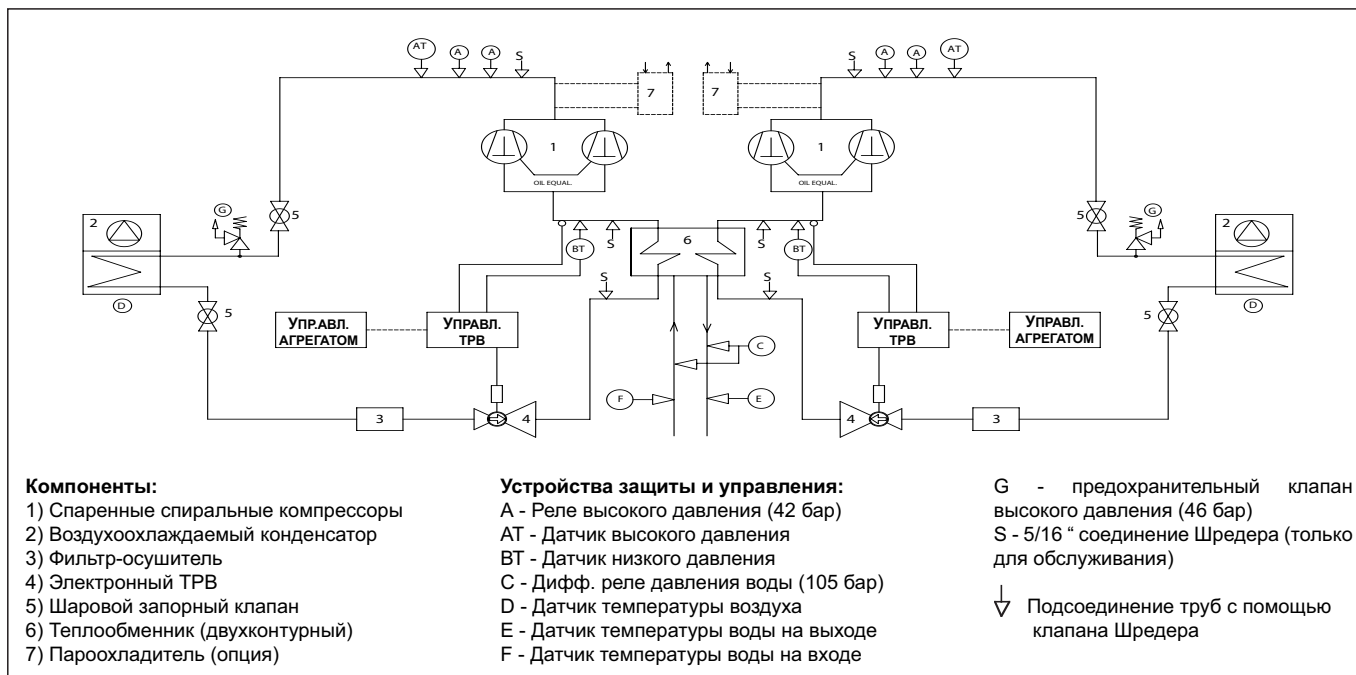 AT A A S S A A AT
7 7
1 1
OIL EQUAL. OIL EQUAL.
G 5 5 G
2 2
BT S 6 S BT
D S S D
5 5
УПР.АВЛ. АГРЕГАТОМ
УПРАВЛ. ТРВ
УПРАВЛ. ТРВ
УПРАВЛ. АГРЕГАТОМ
C
F E
3 4 4 3
Компоненты:
1) Спаренные спиральные компрессоры
2) Воздухоохлаждаемый конденсатор
3) Фильтр-осушитель
4) Электронный ТРВ
5) Шаровой запорный клапан
6) Теплообменник (двухконтурный)
7) Пароохладитель (опция)
Устройства защиты и управления:
A - Реле высокого давления (42 бар)
AT - Датчик высокого давления
BT - Датчик низкого давления
C - Дифф. реле давления воды (105 бар)
D - Датчик температуры воздуха
E - Датчик температуры воды на выходе
F - Датчик температуры воды на входе
G - предохранительный клапан
высокого давления (46 бар)
S - 5/16 “ соединение Шредера (только
для обслуживания)
Подсоединение труб с помощью
клапана Шредера